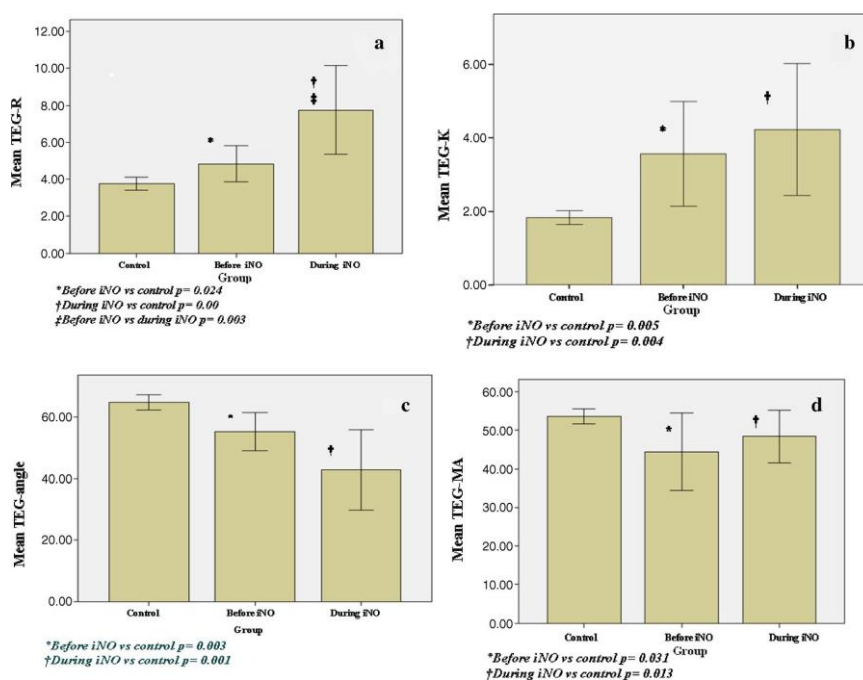 12.00
10.00
8.00
6.00
4.00
2.00
0.00
Mean TEG-R
a
†
‡
*
Control Before iNO During iNO
Group
*Before iNO vs control p= 0.024
†During iNO vs control p= 0.00
‡Before iNO vs during iNO p= 0.003
6.00
4.00
2.00
0.00
Mean TEG-K
b
*
†
Control Before iNO During iNO
Group
*Before iNO vs control p= 0.005
†During iNO vs control p= 0.004
60.00
40.00
20.00
0.00
Mean TEG-angle
c
*
†
Control Before iNO During iNO
Group
*Before iNO vs control p= 0.003
†During iNO vs control p= 0.001
60.00
50.00
40.00
30.00
20.00
10.00
0.00
Mean TEG-MA
d
*
†
Control Before iNO During iNO
Group
*Before iNO vs control p= 0.031
†During iNO vs control p= 0.013